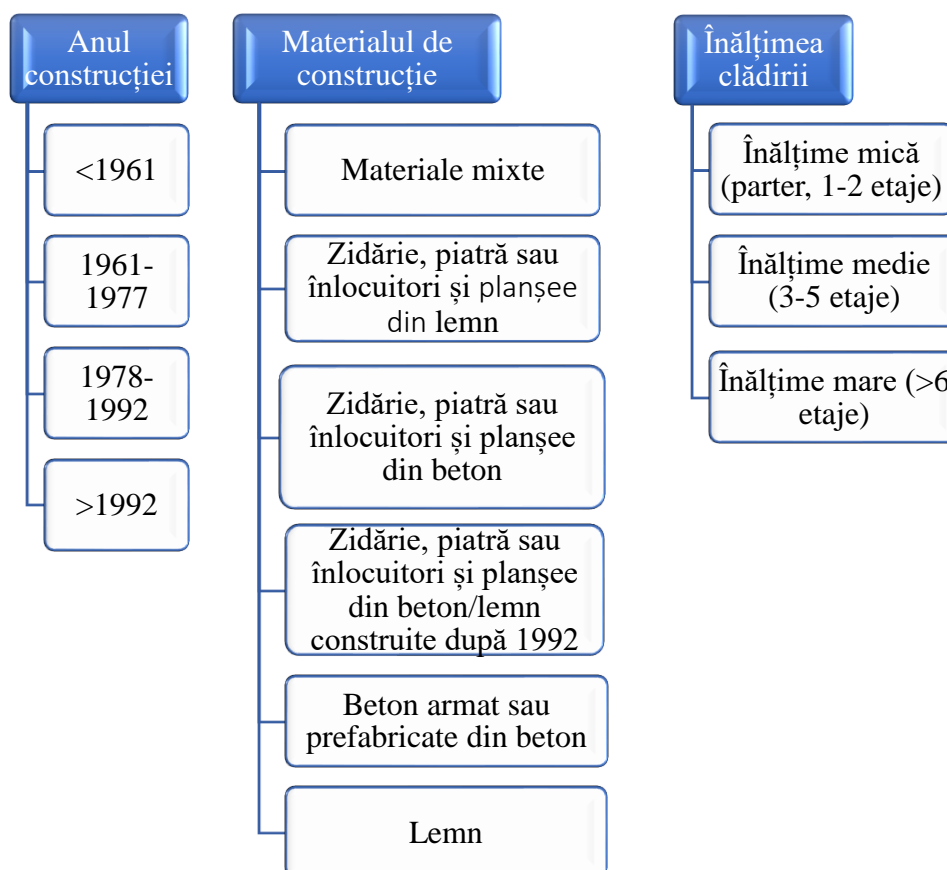 Anul
construcției
<1961
1961-
1977
1978-
1992
>1992
Materialul de
construcție
Materiale mixte
Zidărie, piatră sau
înlocuitori și planșee
din lemn
Zidărie, piatră sau
înlocuitori și planșee
din beton
Zidărie, piatră sau
înlocuitori și planșee
din beton/lemn
construite după 1992
Beton armat sau
prefabricate din beton
Lemn
Înălțimea
clădirii
Înălțime mică
(parter, 1-2 etaje)
Înălțime medie
(3-5 etaje)
Înălțime mare (>6
etaje)